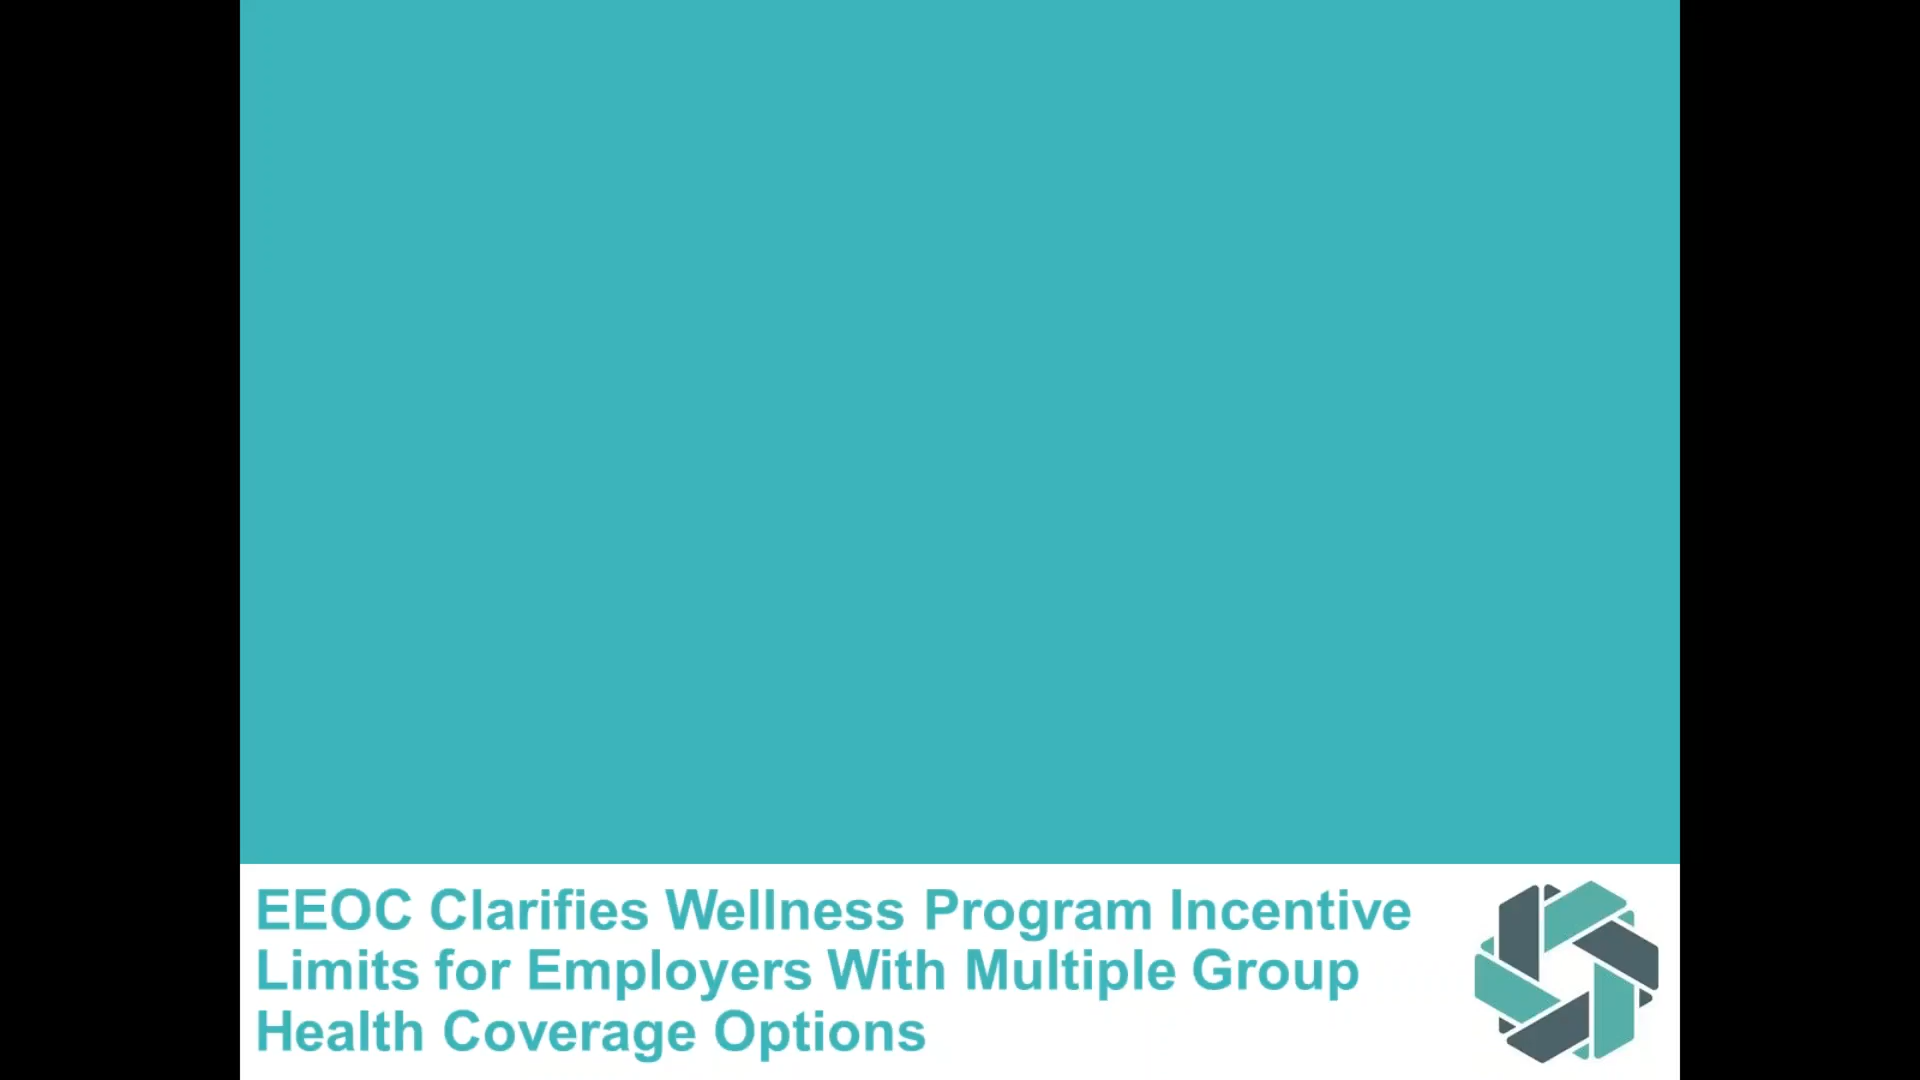 EEOC Clarifies Wellness Program Incentive
Limits for Employers With Multiple Group
Health Coverage Options